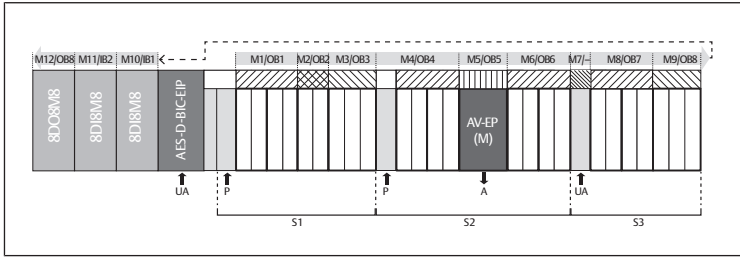 M12/OB8 M11/IB2 M10/IB1 M1/OB1 M2/OB2 M3/OB3 M4/OB4 M5/OB5 M6/OB6 M7/– M8/OB7 M9/OB8
8DO8M8
8DI8M8
8DI8M8
AES-D-BIC-EIP
AV-EP
(M)
UA P P A UA
S1 S2 S3